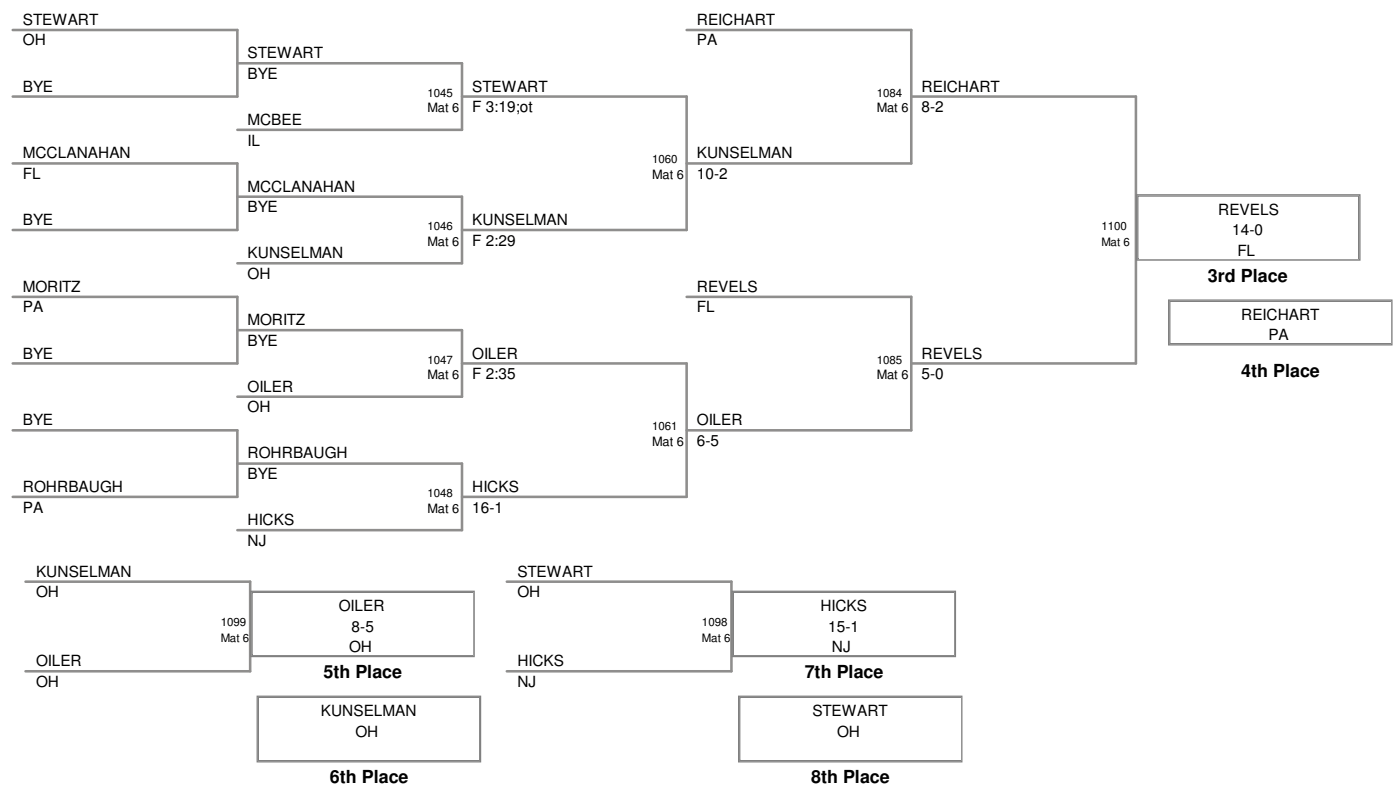 STEWART
OH
BYE
STEWART
BYE
MCBEE
IL
1045
Mat 6
STEWART
F 3:19;ot
MCCLANAHAN
FL
BYE
MCCLANAHAN
BYE
KUNSELMAN
OH
1046
Mat 6
KUNSELMAN
F 2:29
1060
Mat 6
KUNSELMAN
10-2
REICHART
PA
1084
Mat 6
REICHART
8-2
MORITZ
PA
BYE
MORITZ
BYE
OILER
OH
1047
Mat 6
OILER
F 2:35
BYE
ROHRBAUGH
PA
ROHRBAUGH
BYE
HICKS
NJ
1048
Mat 6
HICKS
16-1
1061
Mat 6
OILER
6-5
REVELS
FL
1085
Mat 6
REVELS
5-0
1100
Mat 6
REVELS
14-0
FL
3rd Place
REICHART
PA
4th Place
KUNSELMAN
OH
OILER
OH
1099
Mat 6
OILER
8-5
OH
5th Place
KUNSELMAN
OH
6th Place
STEWART
OH
HICKS
NJ
1098
Mat 6
HICKS
15-1
NJ
7th Place
STEWART
OH
8th Place